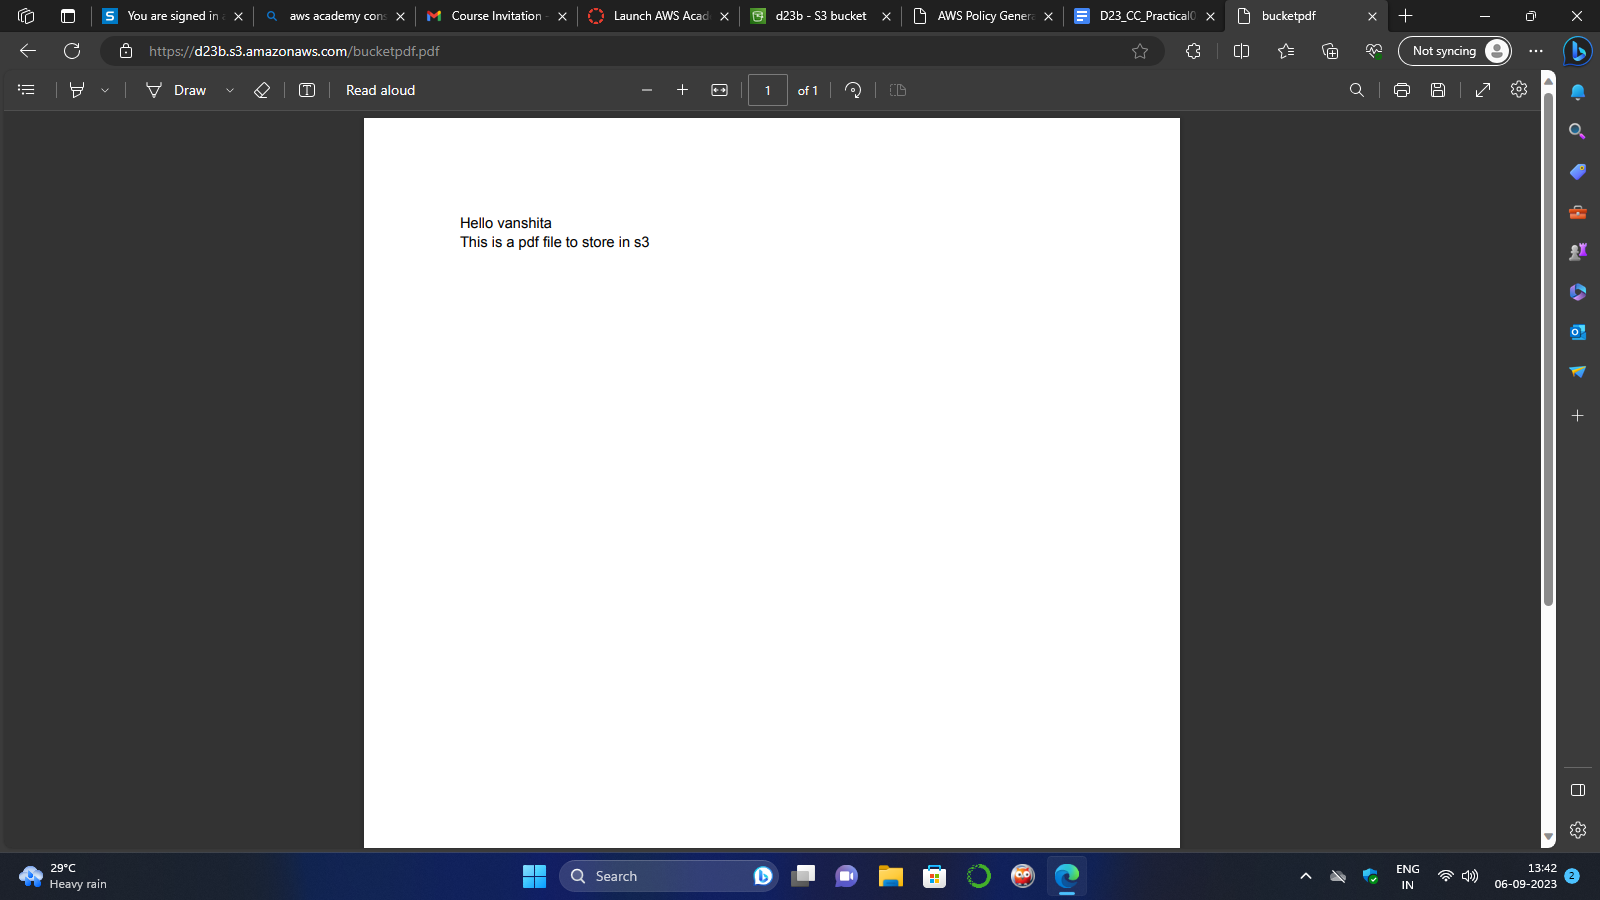 You are signed in
aws academy cons
Course Invitation -
Launch AWS Acad
d23b - S3 bucket
AWS Policy Genera
D23_CC_Practical0
bucketpdf
https://d23b.s3.amazonaws.com/bucketpdf.pdf
Not syncing
Draw
Read aloud
1
of 1
Hello vanshita
This is a pdf file to store in s3
29°C
Heavy rain
Search
ENG
IN
13:42
06-09-2023
2